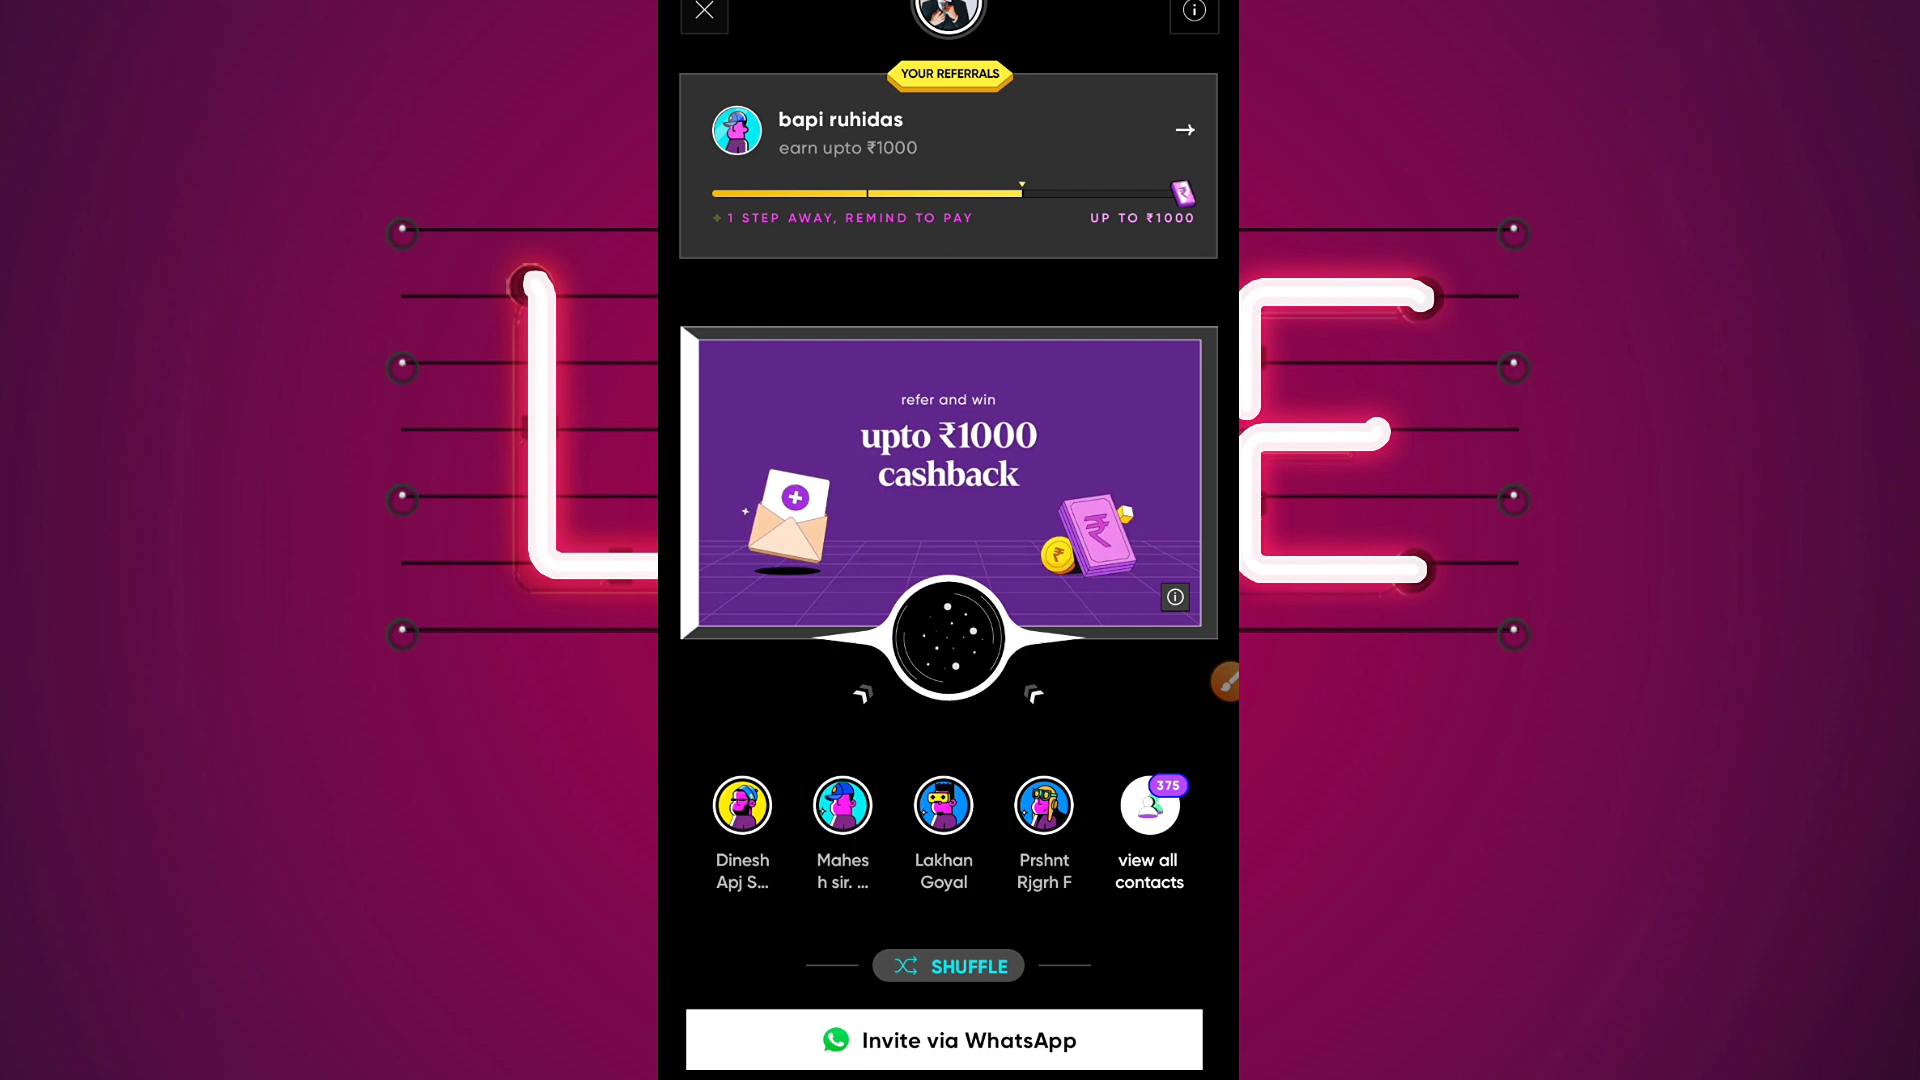 YOUR REFERRALS
bapi ruhidas
earn upto ₹1000
1 STEP AWAY, REMIND TO PAY
UP TO ₹1000
refer and win
upto ₹1000
cashback
375
Dinesh
Apj S...
Mahes
h sir. ...
Lakhan
Goyal
Prshnt
Rjgrh F
view all
contacts
SHUFFLE
Invite via WhatsApp